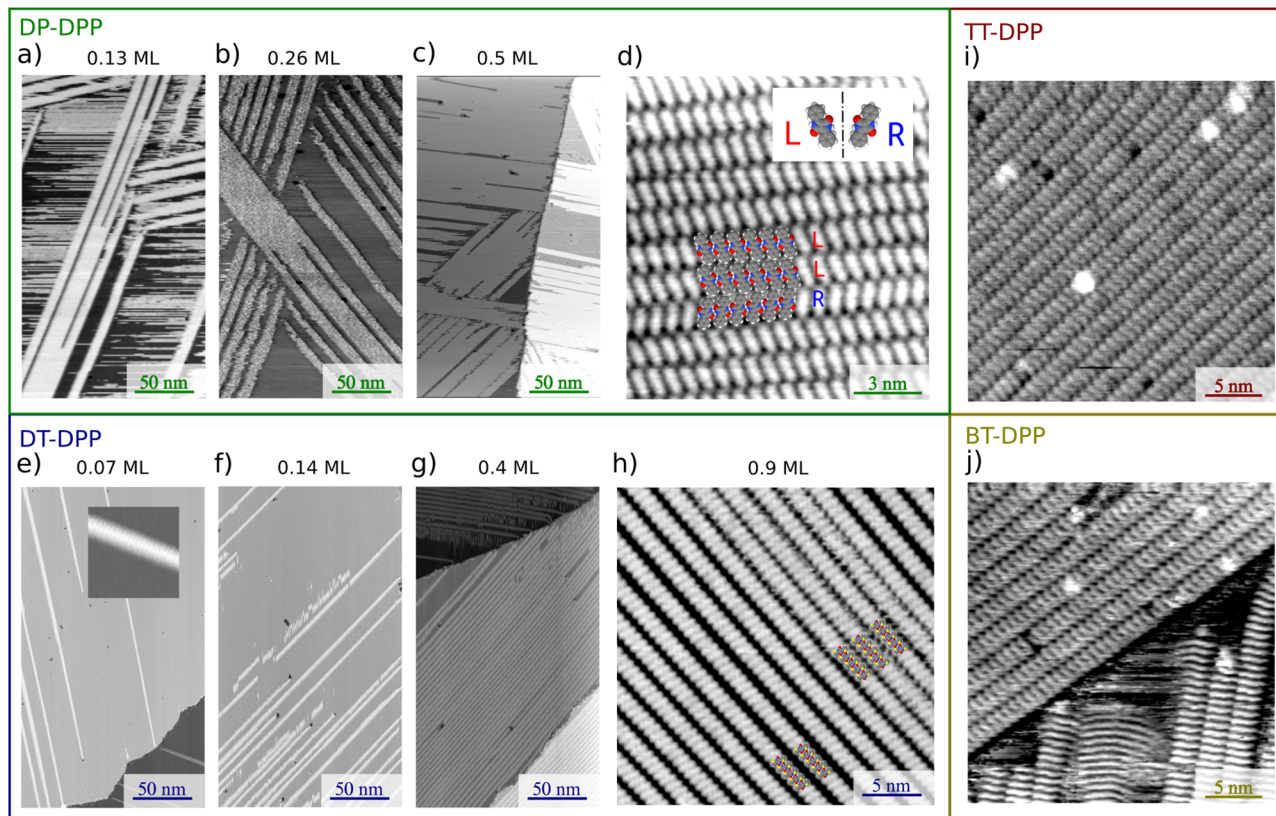 DP-DPP
a) 0.13 ML
b) 0.26 ML
c) 0.5 ML
d)
L R
L
L
R
50 nm
50 nm
50 nm
3 nm
TT-DPP
i)
5 nm
DT-DPP
e) 0.07 ML
f) 0.14 ML
g) 0.4 ML
h) 0.9 ML
50 nm
50 nm
50 nm
5 nm
BT-DPP
j)
5 nm